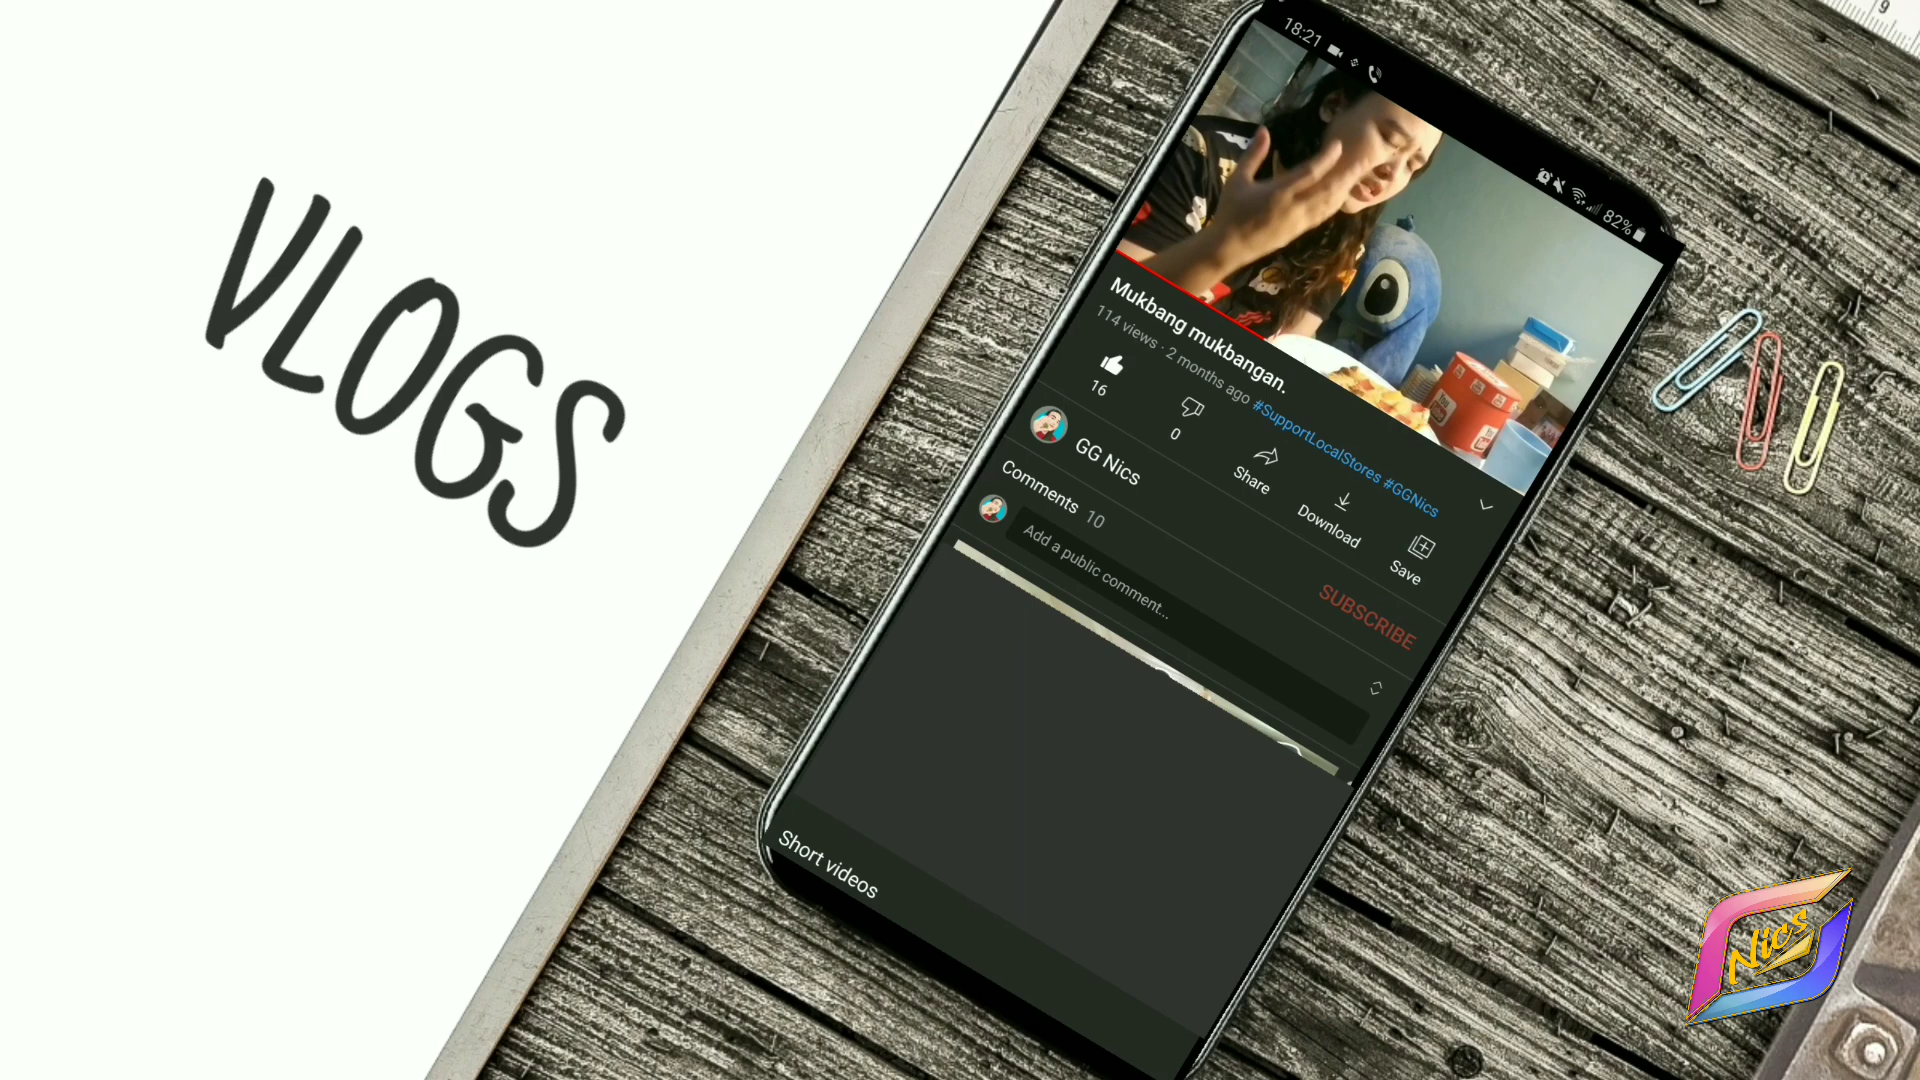 VLOGS
18:21
82%
Mukbang mukbangan.
114 views · 2 months ago #SupportLocalStores #GGNics
16
0
Share
Download
Save
GG Nics
SUBSCRIBE
Comments 10
Add a public comment...
Short videos
Nics
9